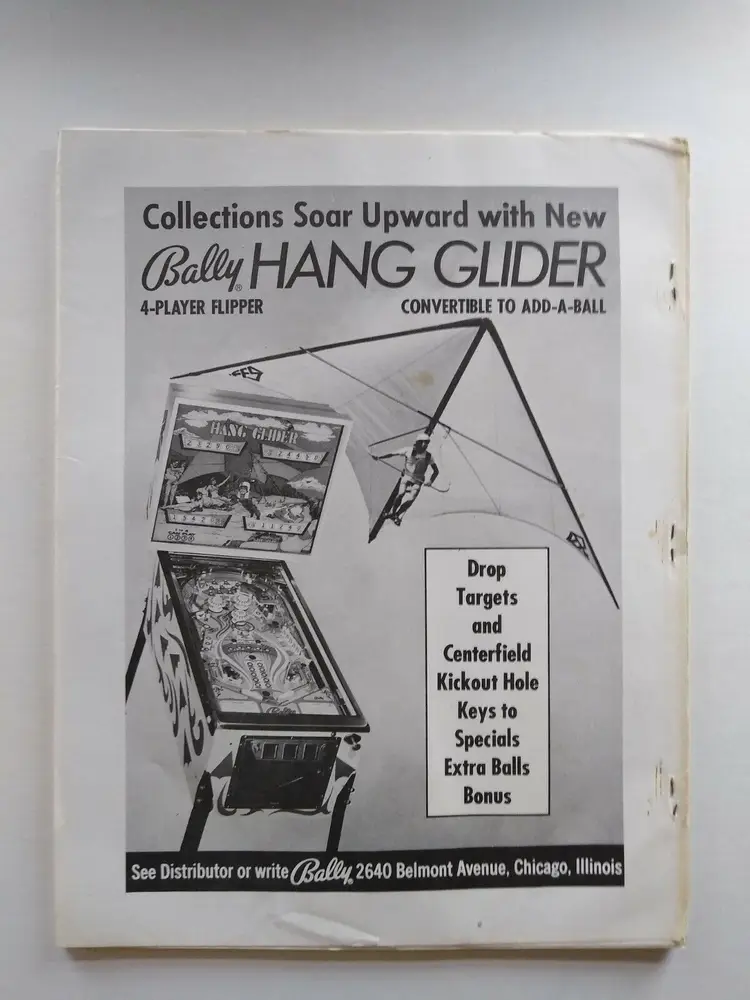 Collections Soar Upward with New
Bally® HANG GLIDER
4-PLAYER FLIPPER CONVERTIBLE TO ADD-A-BALL
HANG GLIDER
Drop
Targets
and
Centerfield
Kickout Hole
Keys to
Specials
Extra Balls
Bonus
Bally
See Distributor or write Bally® 2640 Belmont Avenue, Chicago, Illinois